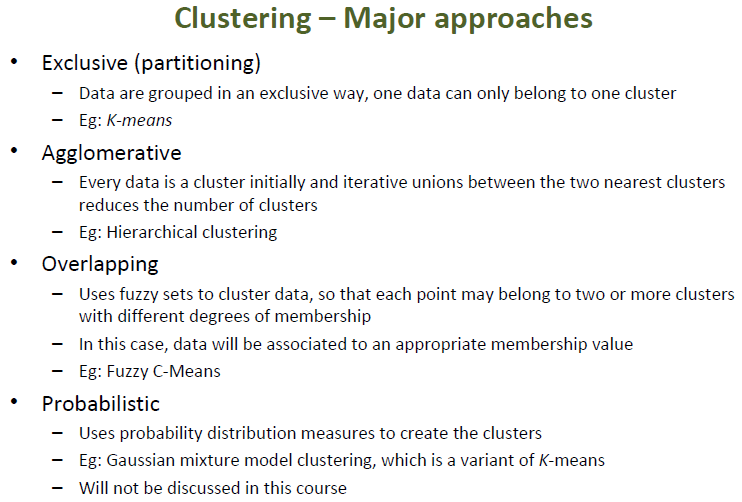 Clustering – Major approaches
• Exclusive (partitioning)
– Data are grouped in an exclusive way, one data can only belong to one cluster
– Eg: K-means
• Agglomerative
– Every data is a cluster initially and iterative unions between the two nearest clusters
reduces the number of clusters
– Eg: Hierarchical clustering
• Overlapping
– Uses fuzzy sets to cluster data, so that each point may belong to two or more clusters
with different degrees of membership
– In this case, data will be associated to an appropriate membership value
– Eg: Fuzzy C-Means
• Probabilistic
– Uses probability distribution measures to create the clusters
– Eg: Gaussian mixture model clustering, which is a variant of K-means
– Will not be discussed in this course